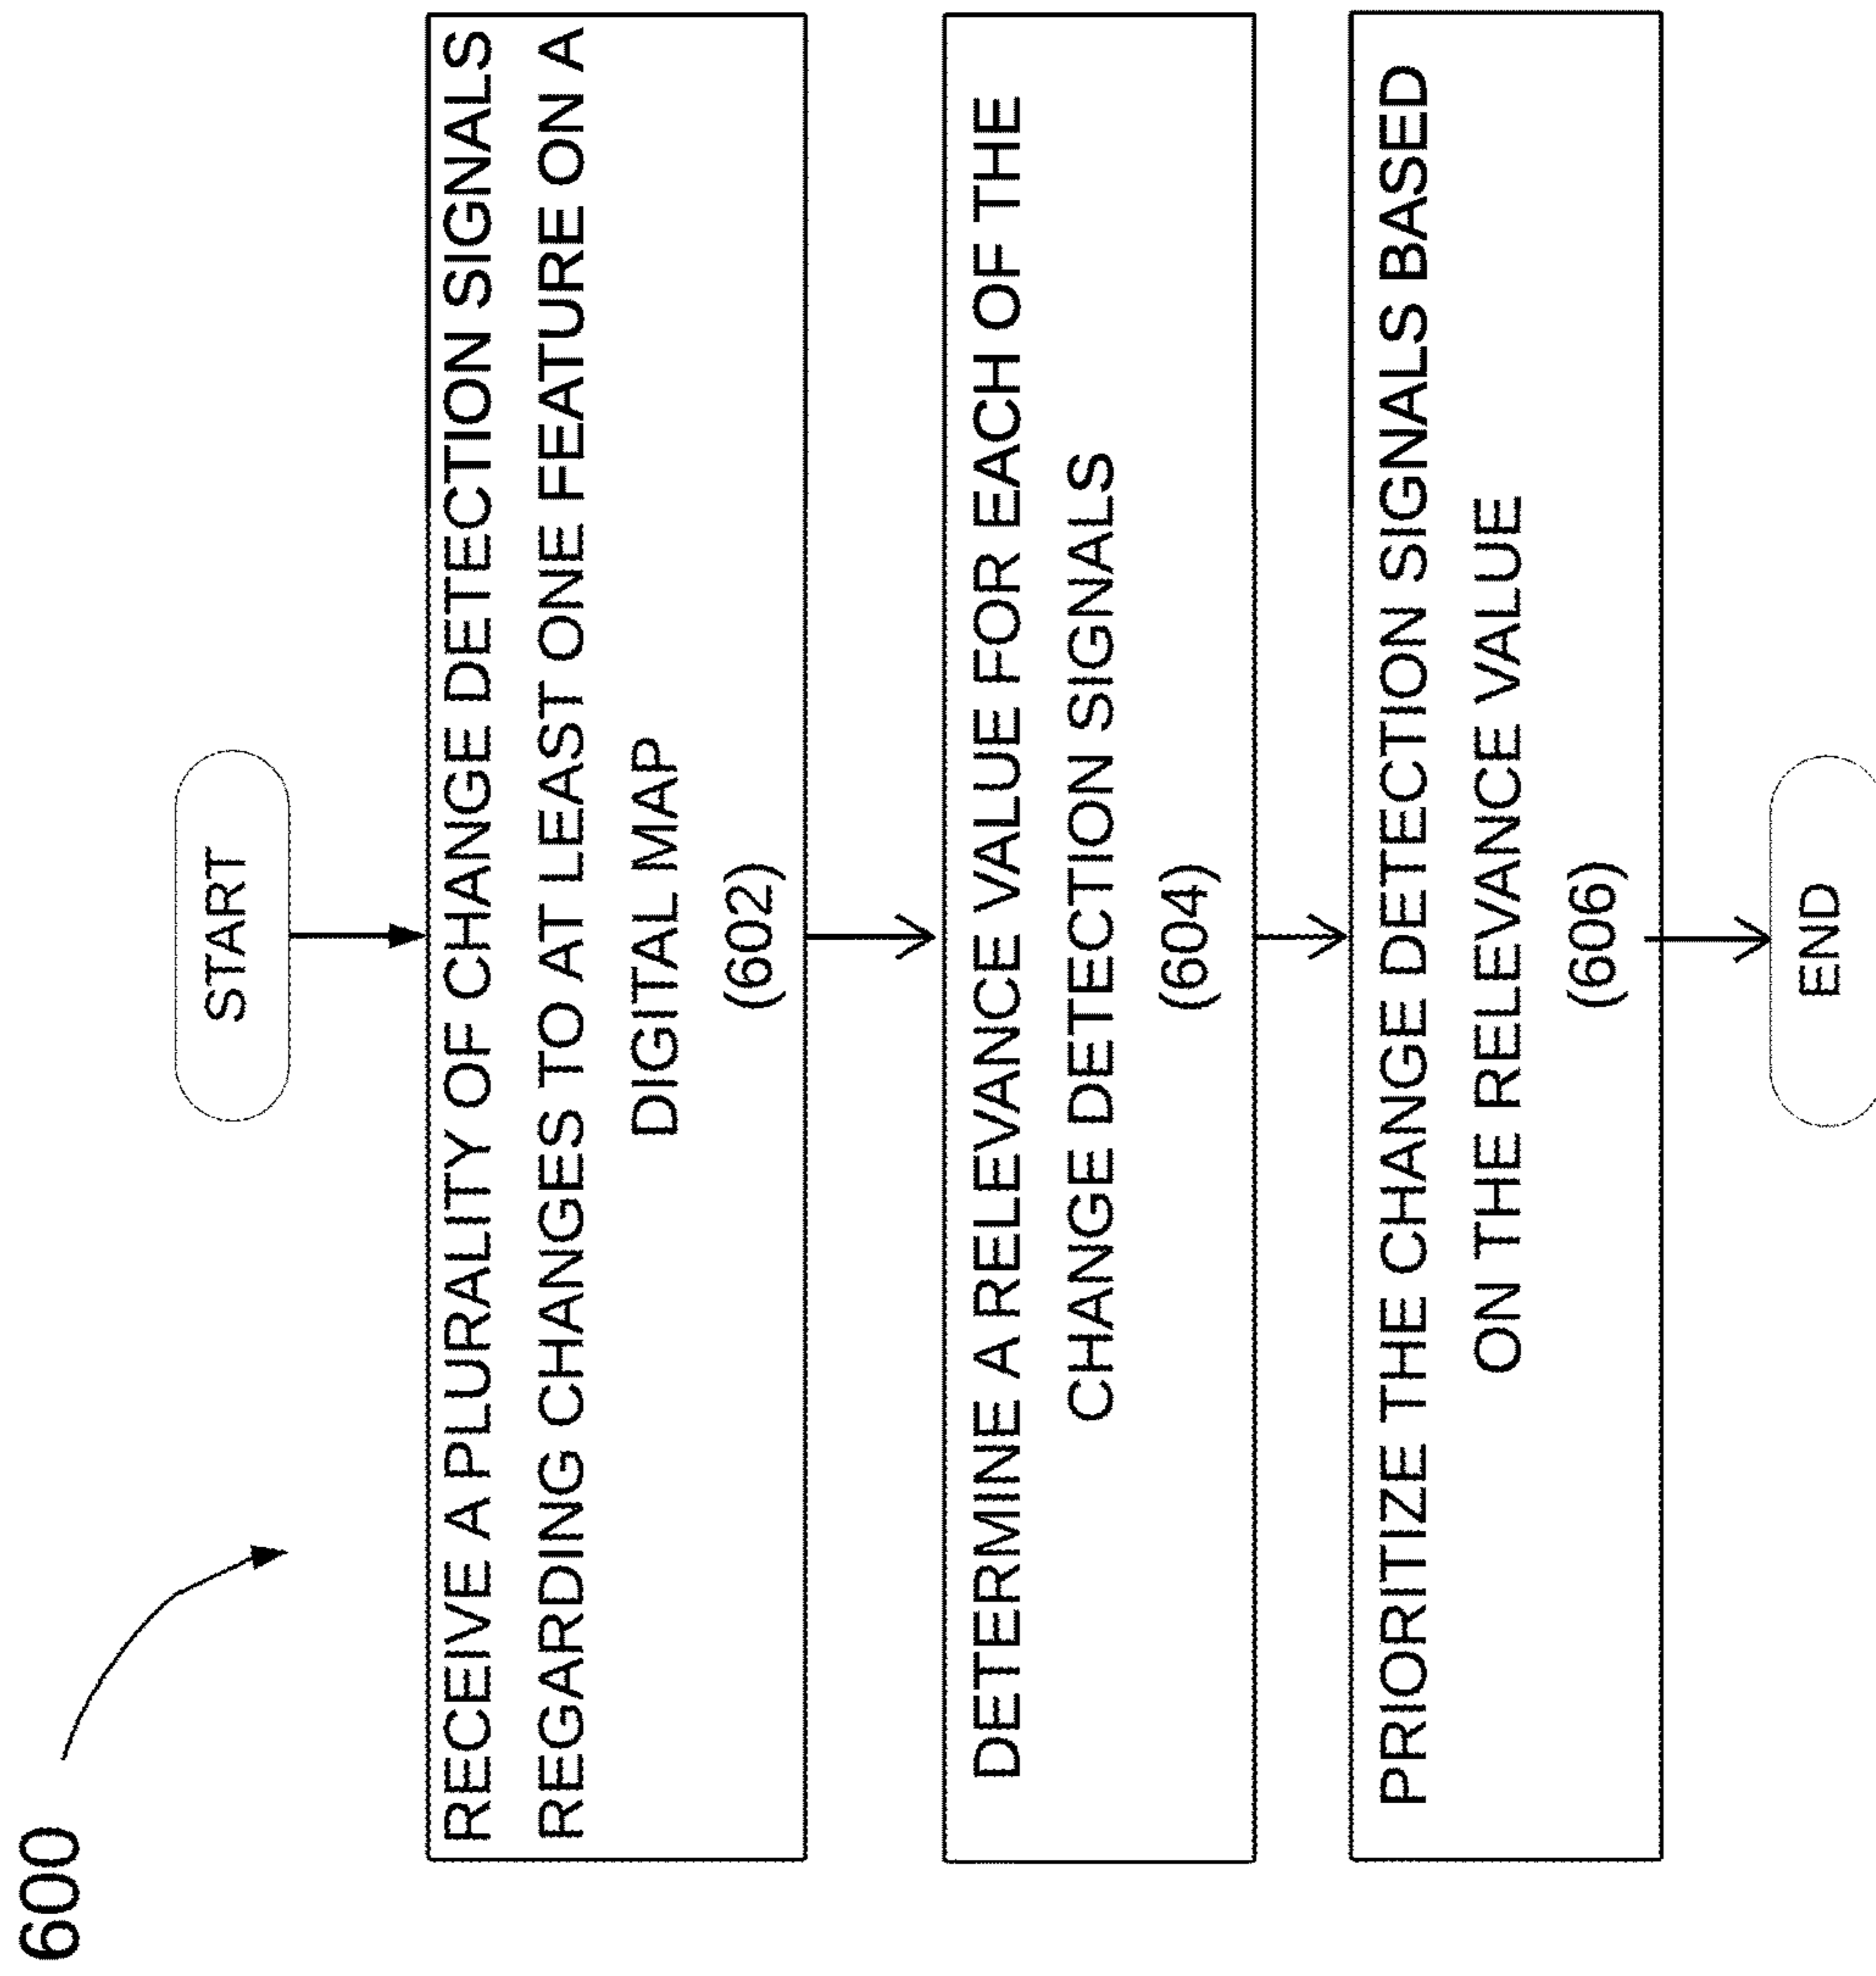 600
START
RECEIVE A PLURALITY OF CHANGE DETECTION SIGNALS
REGARDING CHANGES TO AT LEAST ONE FEATURE ON A
DIGITAL MAP
(602)
DETERMINE A RELEVANCE VALUE FOR EACH OF THE
CHANGE DETECTION SIGNALS
(604)
PRIORITIZE THE CHANGE DETECTION SIGNALS BASED
ON THE RELEVANCE VALUE
(606)
END